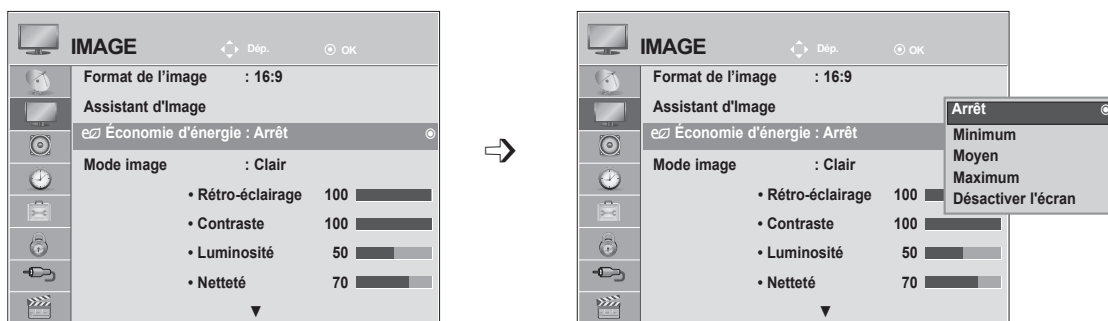 IMAGE Dép. OK
Format de l'image : 16:9
Assistant d'Image
Économie d'énergie : Arrêt
Mode image : Clair
• Rétro-éclairage 100
• Contraste 100
• Luminosité 50
• Netteté 70
IMAGE Dép. OK
Format de l'image : 16:9
Assistant d'Image
Économie d'énergie : Arrêt
Mode image : Clair
• Rétro-éclairage 100
• Contraste 100
• Luminosité 50
• Netteté 70
Arrêt
Minimum
Moyen
Maximum
Désactiver l'écran